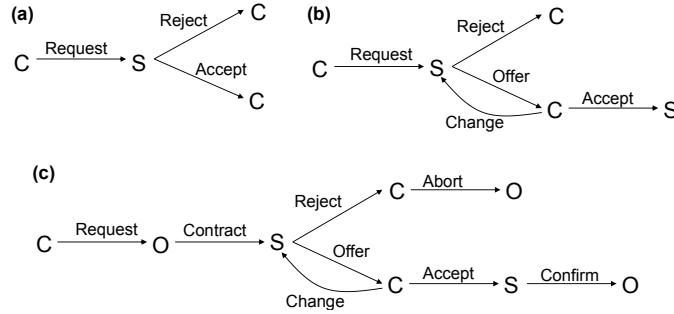 (a)
C
Request
S
Reject
C
Accept
C
(b)
C
Request
S
Reject
C
Offer
C
Change
Accept
S
(c)
C
Request
O
Contract
S
Reject
C
Abort
O
Offer
C
Change
Accept
S
Confirm
O